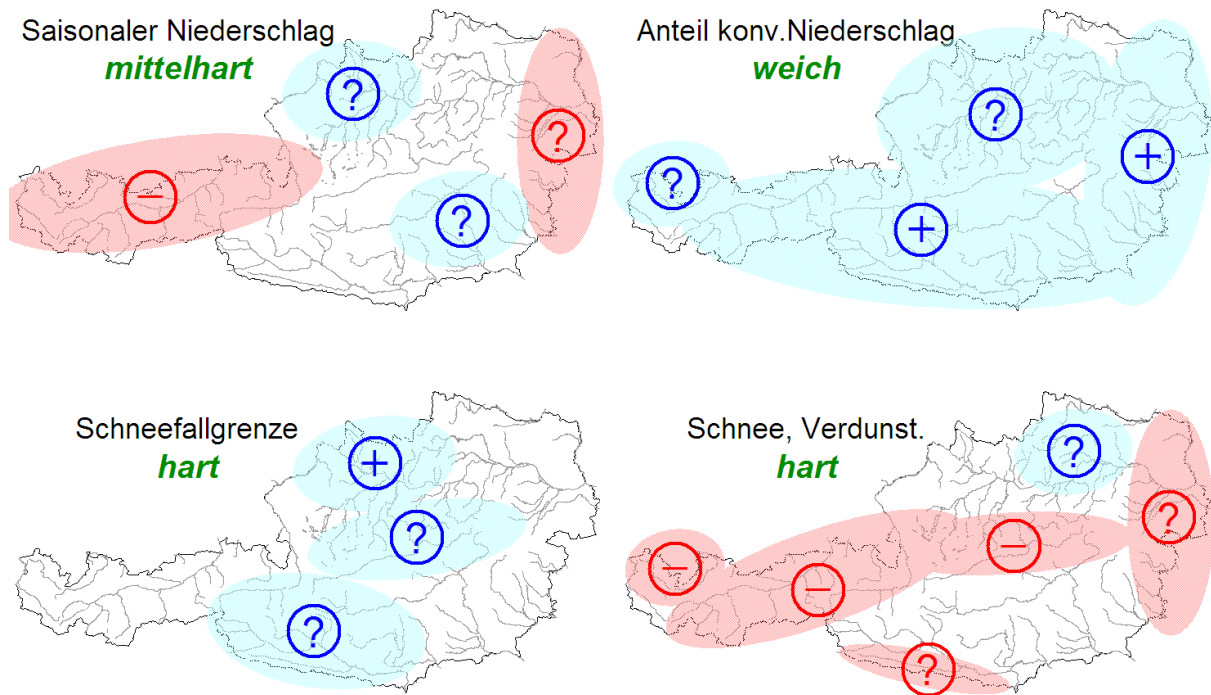 Saisonaler Niederschlag
mittelhart
?
?
?
−
Anteil konv.Niederschlag
weich
?
?
+
+
Schneefallgrenze
hart
+
?
?
Schnee, Verdunst.
hart
?
?
−
−
−
?